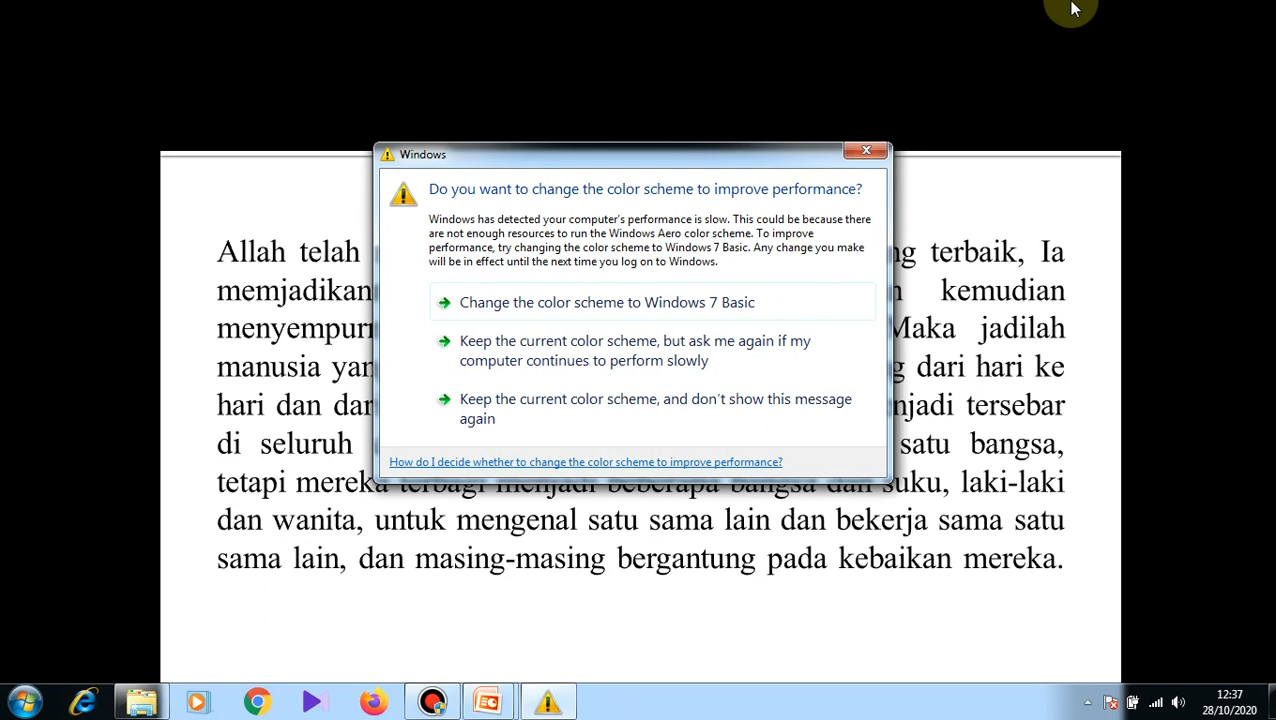 Windows
Do you want to change the color scheme to improve performance?
Windows has detected your computer's performance is slow. This could be because there
are not enough resources to run the Windows Aero color scheme. To improve
performance, try changing the color scheme to Windows 7 Basic. Any change you make
will be in effect until the next time you log on to Windows.
Change the color scheme to Windows 7 Basic
Keep the current color scheme, but ask me again if my
computer continues to perform slowly
Keep the current color scheme, and don't show this message
again
How do I decide whether to change the color scheme to improve performance?
Allah telah terbaik, Ia
memjadikan kemudian
Maka jadilah
manusia dari hari ke
hari dan tersebar
di seluruh satu bangsa,
tetapi mereka terbagi menjadi beberapa bangsa dan suku, laki-laki
dan wanita, untuk mengenal satu sama lain dan bekerja sama satu
sama lain, dan masing-masing bergantung pada kebaikan mereka.
12:37
28/10/2020